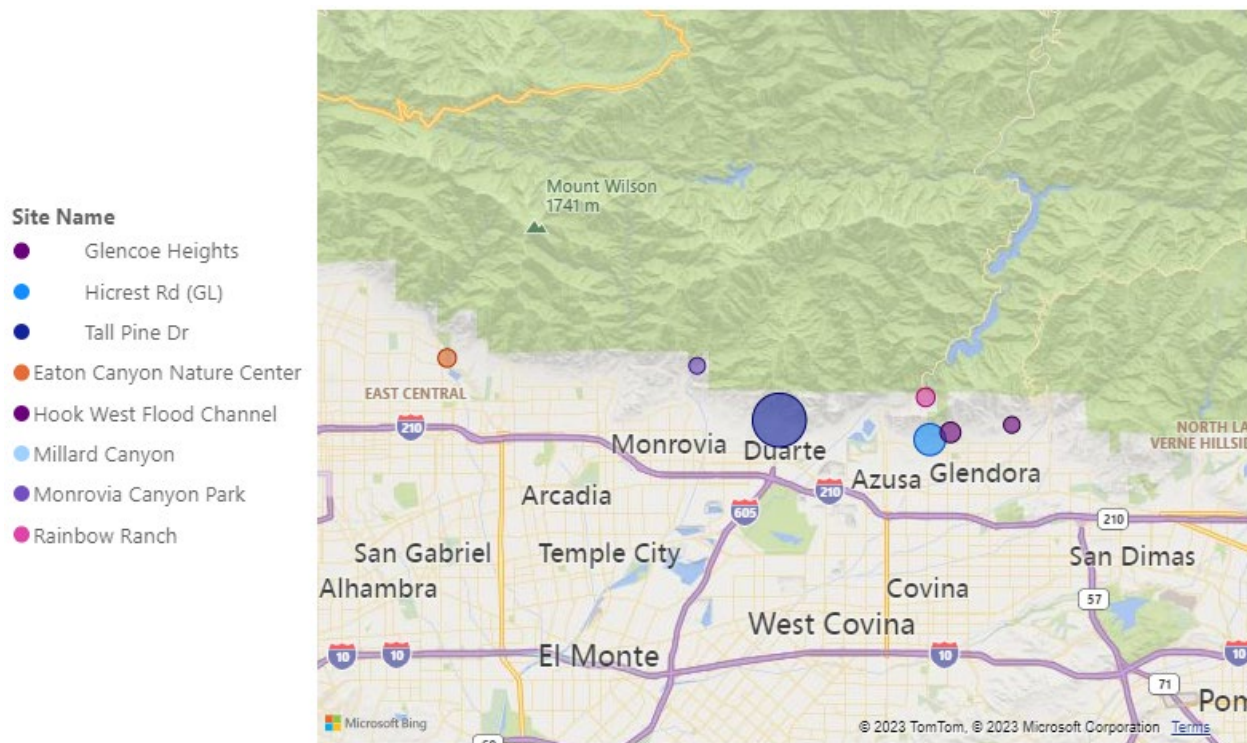 Site Name
Glencoe Heights
Hicrest Rd (GL)
Tall Pine Dr
Eaton Canyon Nature Center
Hook West Flood Channel
Millard Canyon
Monrovia Canyon Park
Rainbow Ranch
Mount Wilson
1741 m
EAST CENTRAL
210
Monrovia
Duarte
NORTH LA
VERNE HILLSID
Azusa
Glendora
210
Arcadia
605
210
San Gabriel
Temple City
San Dimas
Alhambra
Covina
57
West Covina
El Monte
10
10
10
10
71
Pom
Microsoft Bing
© 2023 TomTom, © 2023 Microsoft Corporation Terms